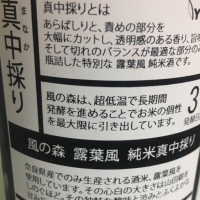 真中採り
まなか
真中採りとは
あらばしりと、責めの部分を
大幅にカットし、透明感のある香り、旨
そして切れのバランスが最適な部分の
瓶詰した特別な 露葉風 純米酒です。
風の森は、超低温で長期間
発酵を進めることでお米の個性
を最大限に引き出しています。
発酵日
風の森 露葉風 純米真中採り
奈良県産でのみ生産される酒米、露葉風を
使用しています。その心白の大きさは山田錦を